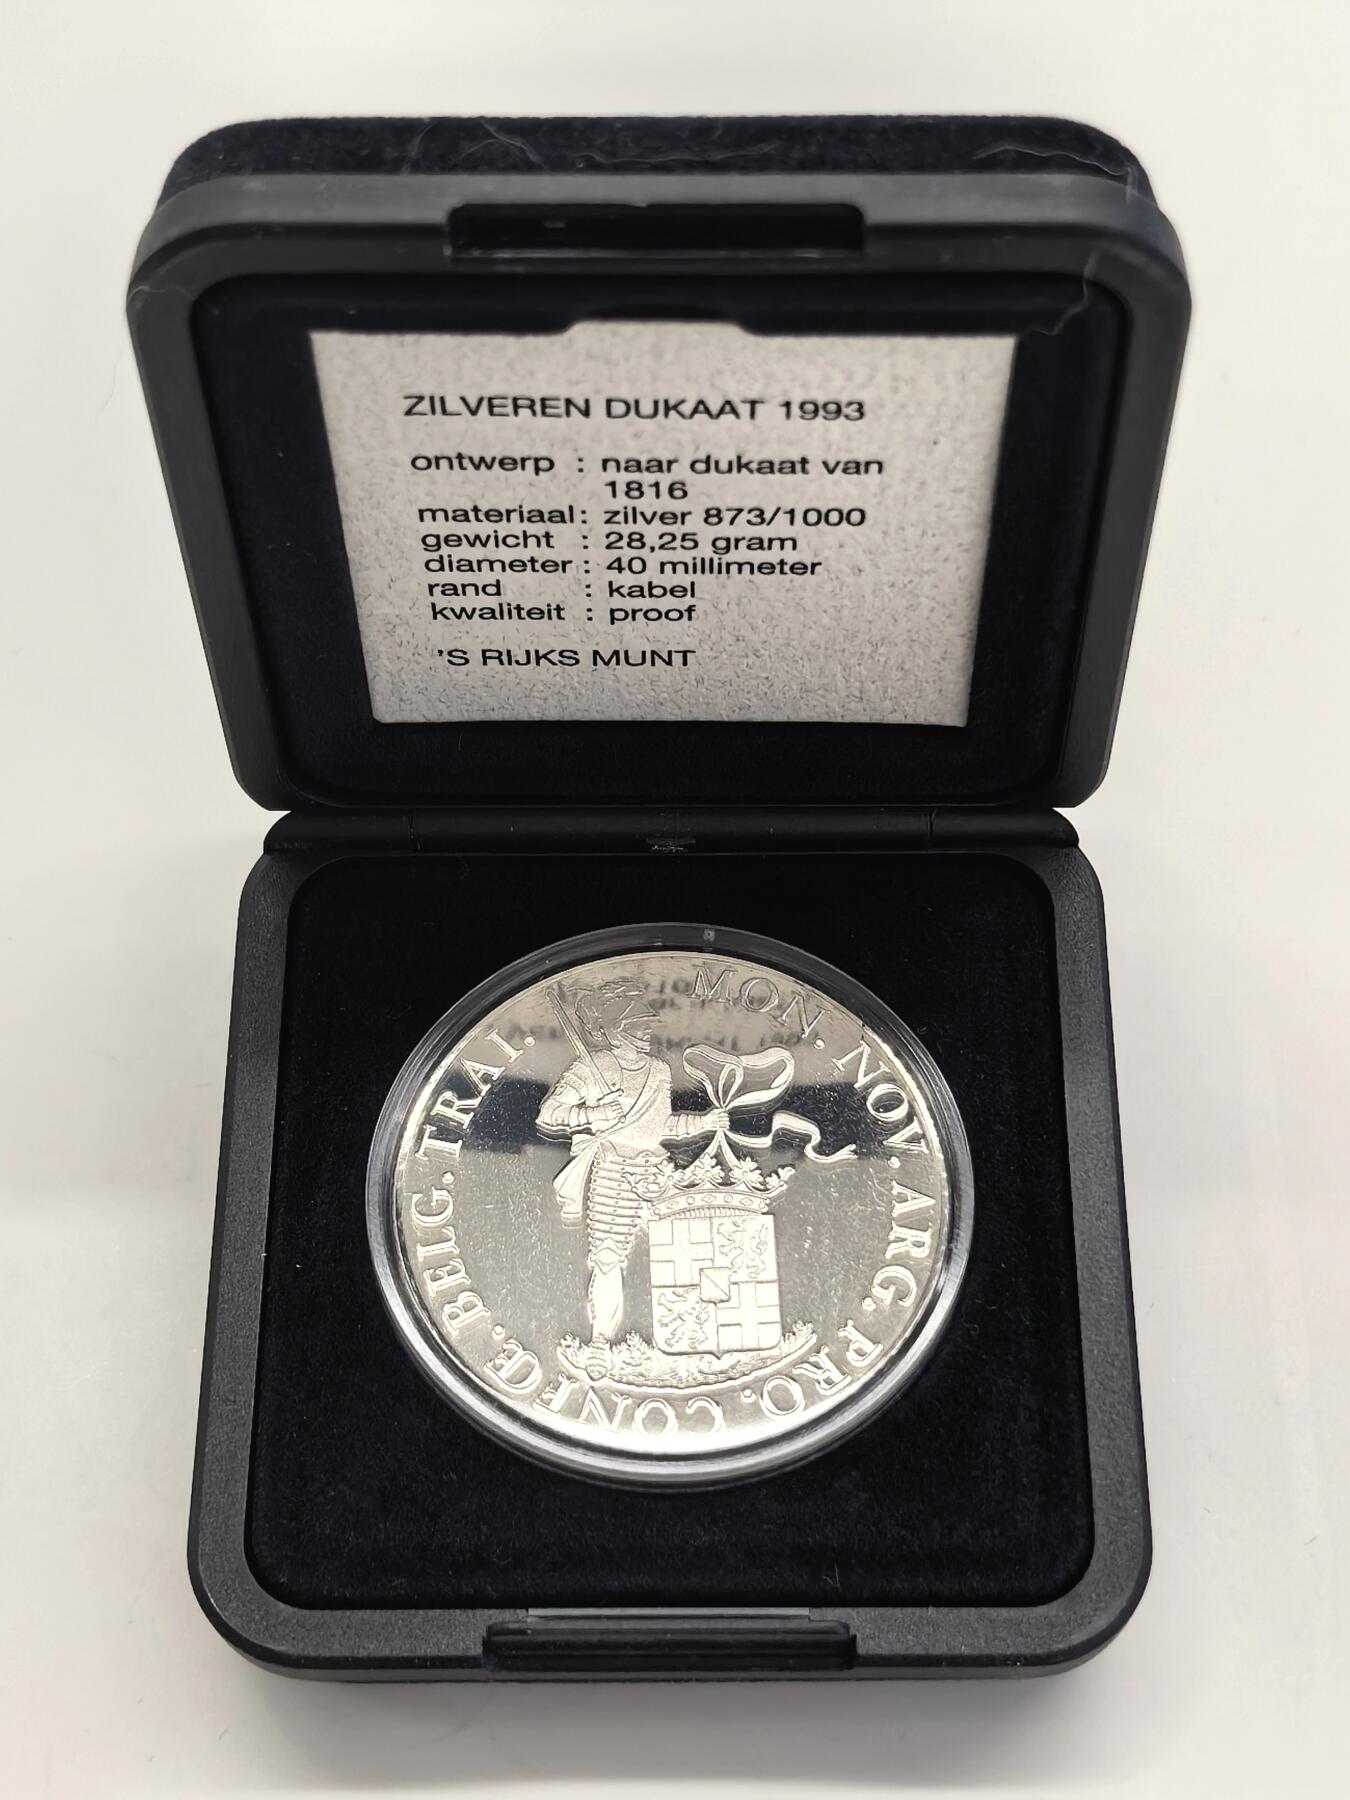 ZILVEREN DUKAAT 1993
ontwerp : naar dukaat van
1816
materiaal : zilver 873/1000
gewicht : 28,25 gram
diameter : 40 millimeter
rand : kabel
kwaliteit : proof
'S RIJKS MUNT
MON. NOV. ARG. PRO. CONFŒ. BELG. TRAI.